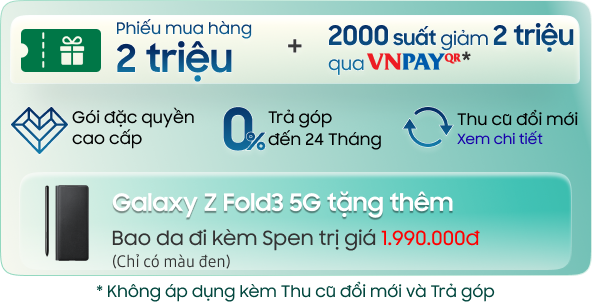 Phiếu mua hàng
2 triệu
+
2000 suất giảm 2 triệu
qua VNPAYQR*
Gói đặc quyền
cao cấp
0%
Trả góp
đến 24 Tháng
Thu cũ đổi mới
Xem chi tiết
Galaxy Z Fold3 5G tặng thêm
Bao da đi kèm Spen trị giá 1.990.000đ
(Chỉ có màu đen)
* Không áp dụng kèm Thu cũ đổi mới và Trả góp